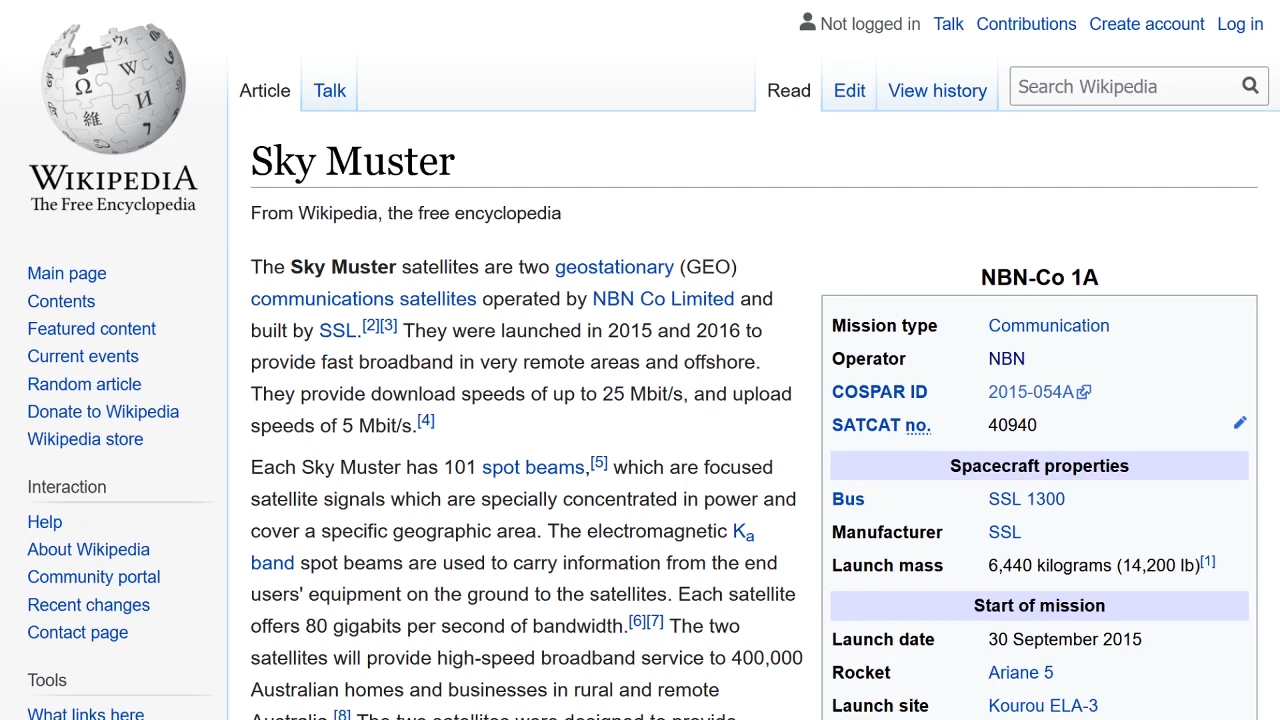 Not logged in Talk Contributions Create account Log in
Article Talk Read Edit View history Search Wikipedia
WIKIPEDIA
The Free Encyclopedia
Main page
Contents
Featured content
Current events
Random article
Donate to Wikipedia
Wikipedia store
Interaction
Help
About Wikipedia
Community portal
Recent changes
Contact page
Tools
What links here
Sky Muster
From Wikipedia, the free encyclopedia
The Sky Muster satellites are two geostationary (GEO)
communications satellites operated by NBN Co Limited and
built by SSL.[2][3] They were launched in 2015 and 2016 to
provide fast broadband in very remote areas and offshore.
They provide download speeds of up to 25 Mbit/s, and upload
speeds of 5 Mbit/s.[4]
Each Sky Muster has 101 spot beams,[5] which are focused
satellite signals which are specially concentrated in power and
cover a specific geographic area. The electromagnetic Ka
band spot beams are used to carry information from the end
users' equipment on the ground to the satellites. Each satellite
offers 80 gigabits per second of bandwidth.[6][7] The two
satellites will provide high-speed broadband service to 400,000
Australian homes and businesses in rural and remote
Australia.[8] The two satellites were designed to provide
NBN-Co 1A
Mission type Communication
Operator NBN
COSPAR ID 2015-054A
SATCAT no. 40940
Spacecraft properties
Bus SSL 1300
Manufacturer SSL
Launch mass 6,440 kilograms (14,200 lb)[1]
Start of mission
Launch date 30 September 2015
Rocket Ariane 5
Launch site Kourou ELA-3